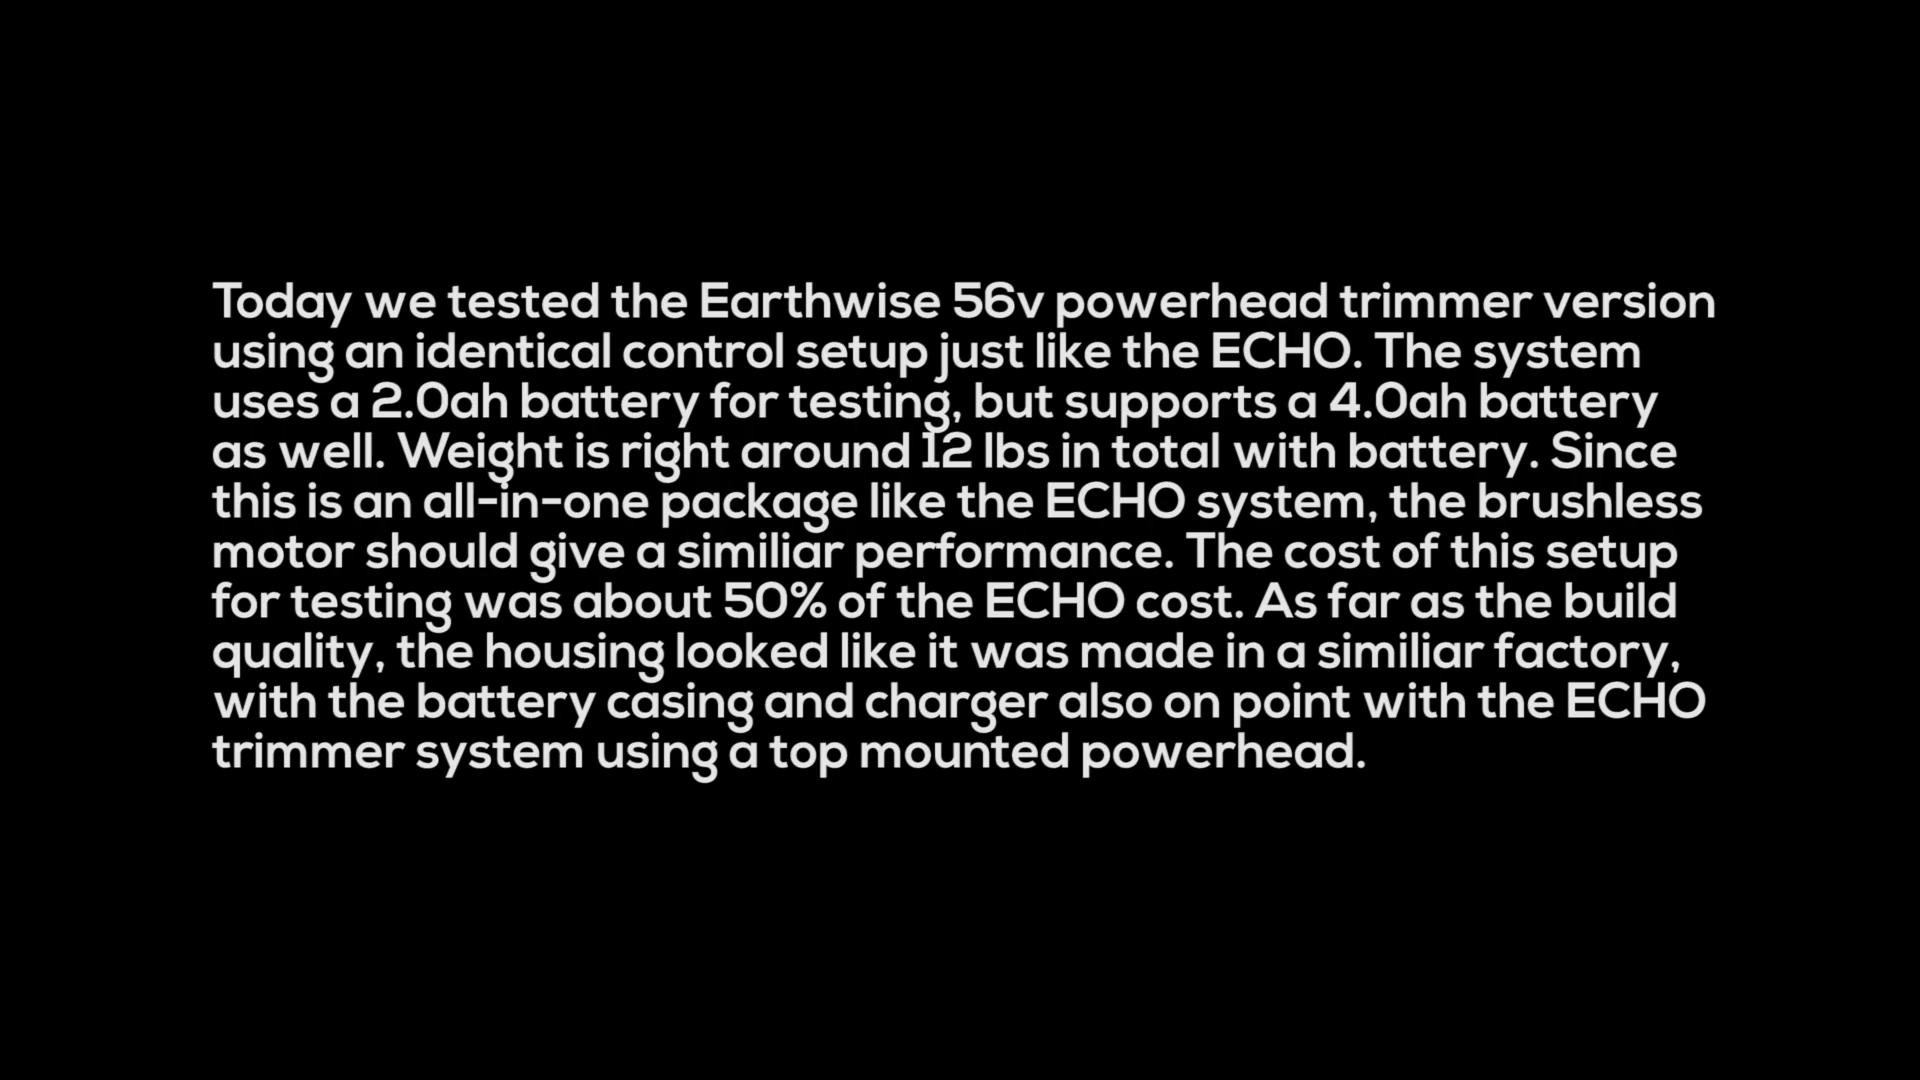 Today we tested the Earthwise 56v powerhead trimmer version
using an identical control setup just like the ECHO. The system
uses a 2.0ah battery for testing, but supports a 4.0ah battery
as well. Weight is right around 12 lbs in total with battery. Since
this is an all-in-one package like the ECHO system, the brushless
motor should give a similiar performance. The cost of this setup
for testing was about 50% of the ECHO cost. As far as the build
quality, the housing looked like it was made in a similiar factory,
with the battery casing and charger also on point with the ECHO
trimmer system using a top mounted powerhead.